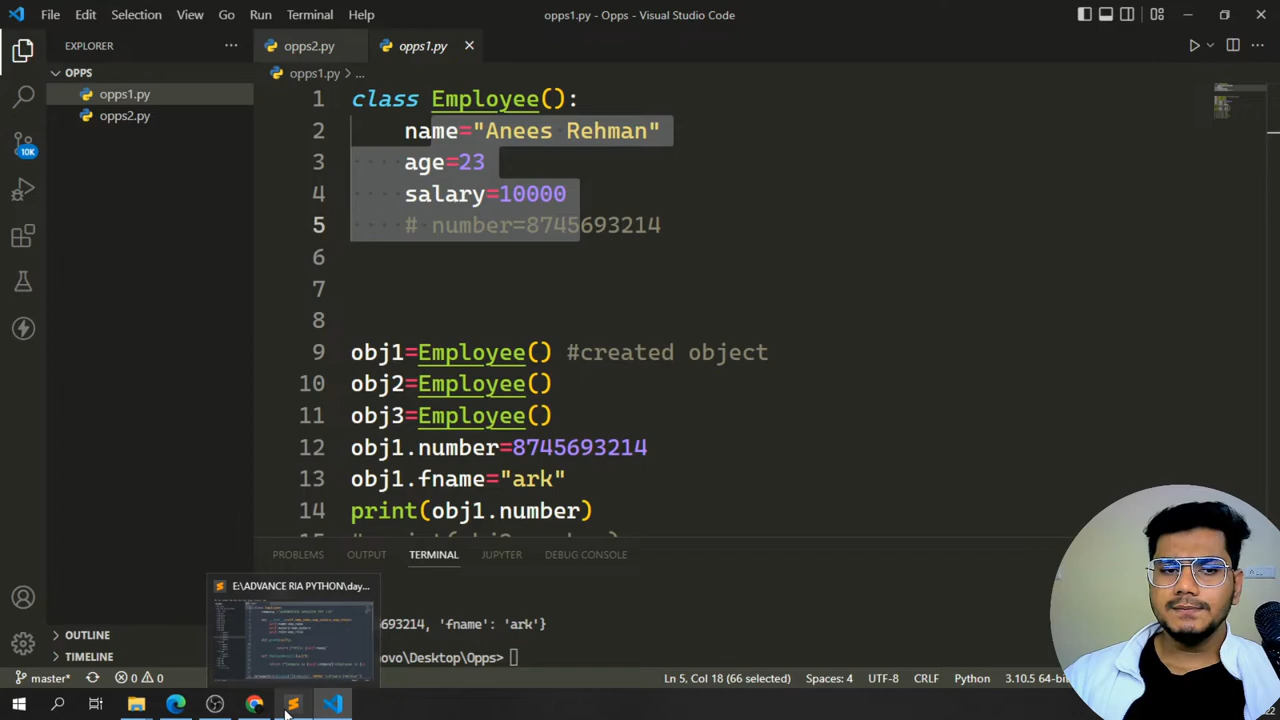 File Edit Selection View Go Run Terminal Help
opps1.py - Opps - Visual Studio Code
EXPLORER
opps2.py
opps1.py
OPPS
opps1.py
opps2.py
10K
opps1.py > ...
1 class Employee():
2 name="Anees Rehman"
3 age=23
4 salary=10000
5 # number=8745693214
6
7
8
9 obj1=Employee() #created object
10 obj2=Employee()
11 obj3=Employee()
12 obj1.number=8745693214
13 obj1.fname="ark"
14 print(obj1.number)
PROBLEMS OUTPUT TERMINAL JUPYTER DEBUG CONSOLE
E:\ADVANCE RIA PYTHON\day...
693214, 'fname': 'ark'}
novo\Desktop\Opps>
OUTLINE
TIMELINE
master* 0 0
Ln 5, Col 18 (66 selected) Spaces: 4 UTF-8 CRLF Python 3.10.5 64-